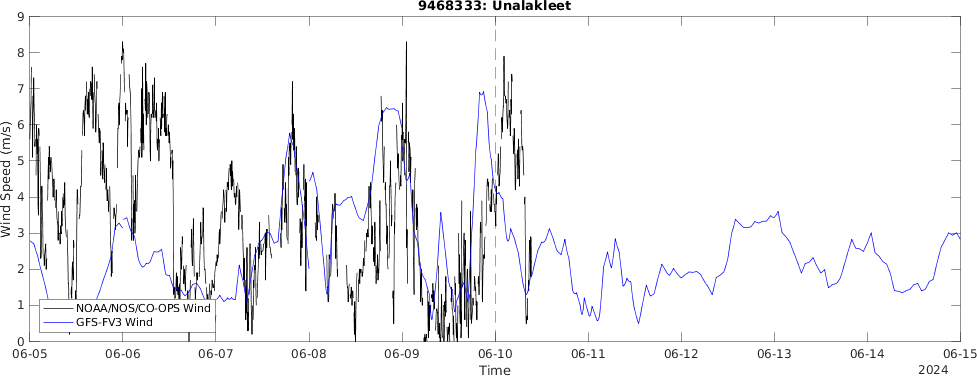 9468333: Unalakleet
9
8
7
6
5
4
3
2
1
0
Wind Speed (m/s)
NOAA/NOS/CO-OPS Wind
GFS-FV3 Wind
06-05 06-06 06-07 06-08 06-09 06-10 06-11 06-12 06-13 06-14 06-15
Time
2024